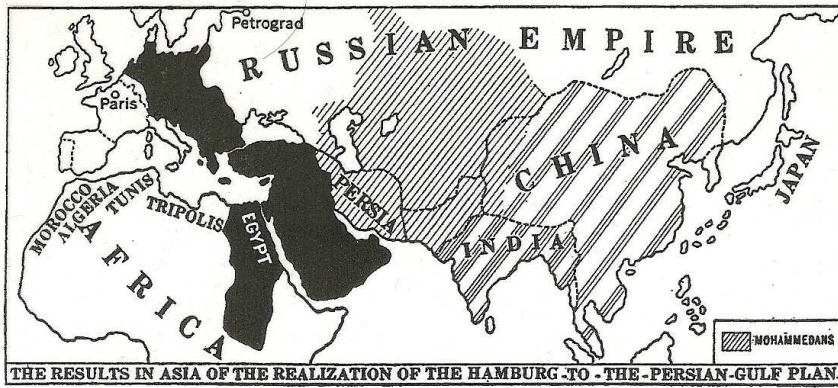 Petrograd
RUSSIAN EMPIRE
Paris
CHINA
JAPAN
PERSIA
MOROCCO
ALGERIA
TUNIS
TRIPOLIS
EGYPT
INDIA
AFRICA
MOHAMMEDANS
THE RESULTS IN ASIA OF THE REALIZATION OF THE HAMBURG-TO-THE-PERSIAN-GULF PLAN